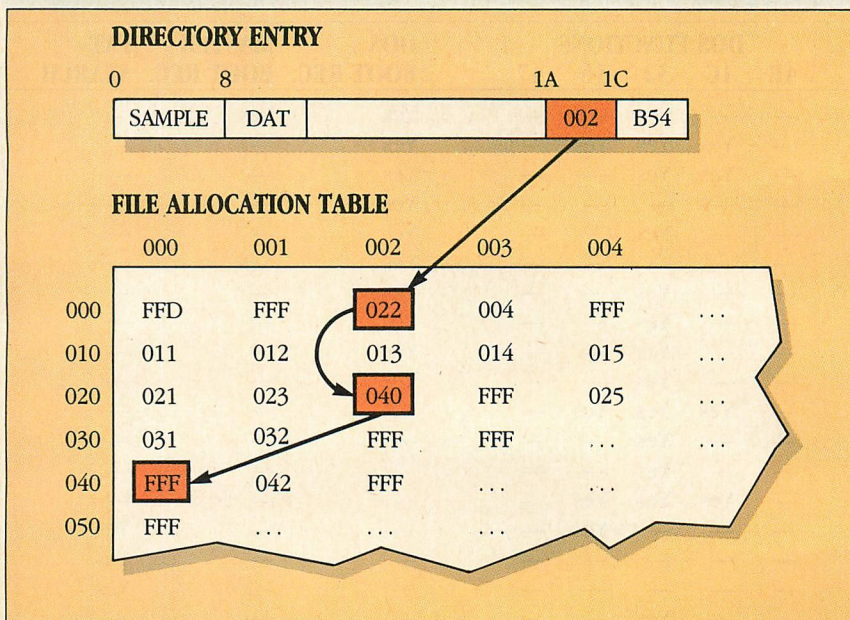 DIRECTORY ENTRY
0 8 1A 1C
SAMPLE DAT 002 B54
FILE ALLOCATION TABLE
000 001 002 003 004
000 FFD FFF 022 004 FFF ...
010 011 012 013 014 015 ...
020 021 023 040 FFF 025 ...
030 031 032 FFF FFF ... ...
040 FFF 042 FFF ... ...
050 FFF ... ... ...